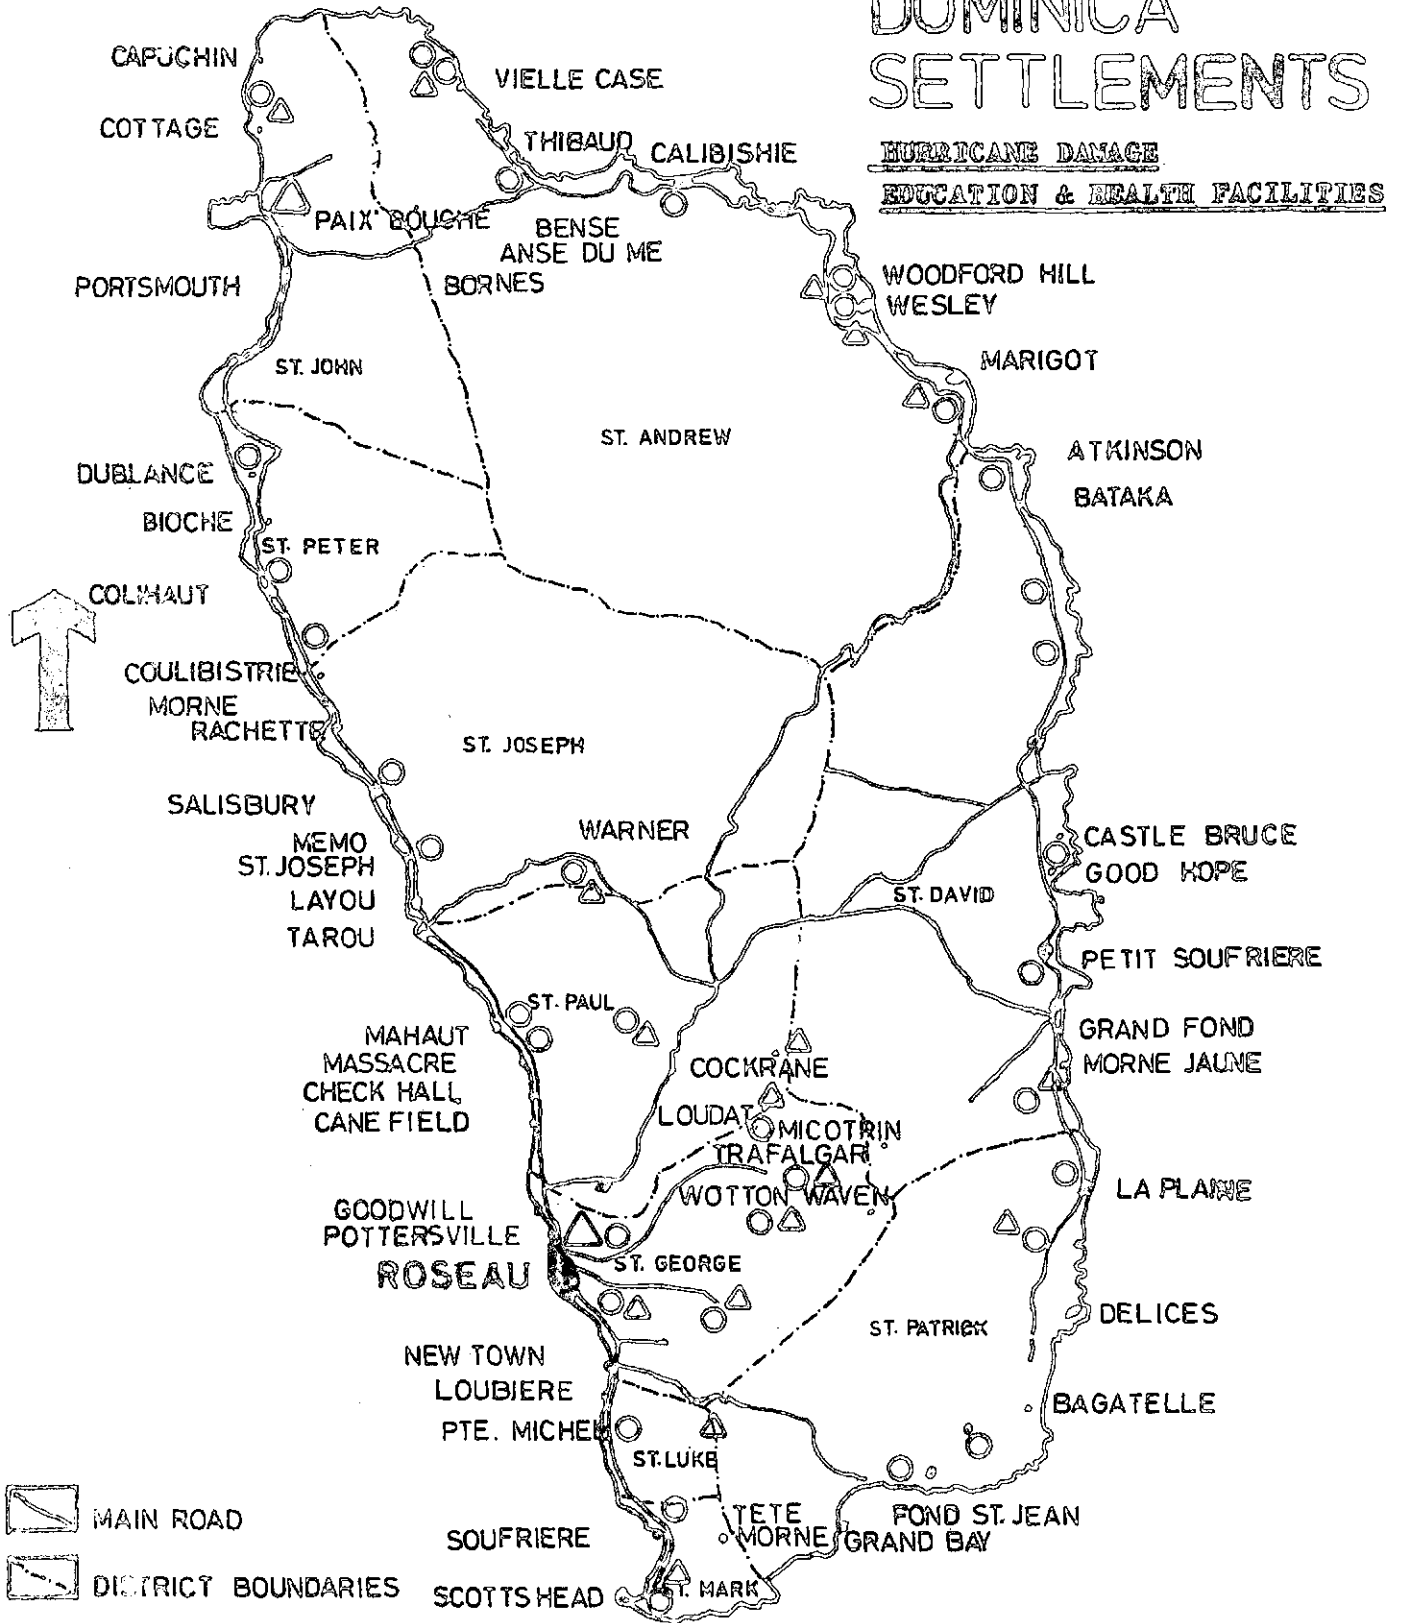 DOMINICA
SETTLEMENTS
HURRICANE DAMAGE
EDUCATION & HEALTH FACILITIES
CAPUCHIN
VIELLE CASE
COTTAGE
THIBAUD
CALIBISHIE
PAIX BOUCHE
BENSE
ANSE DU ME
PORTSMOUTH
BORNES
WOODFORD HILL
WESLEY
MARIGOT
ST. JOHN
ST. ANDREW
ATKINSON
BATAKA
DUBLANCE
BIOCHE
ST. PETER
COLIHAUT
COULIBISTRIE
MORNE
RACHETTE
ST. JOSEPH
SALISBURY
WARNER
MEMO
ST. JOSEPH
LAYOU
TAROU
CASTLE BRUCE
GOOD HOPE
ST. DAVID
PETIT SOUFRIERE
ST. PAUL
MAHAUT
MASSACRE
CHECK HALL
CANE FIELD
GRAND FOND
MORNE JAUNE
COCKRANE
LOUDAT
MICOTRIN
TRAFALGAR
WOTTON WAVEN
LA PLAINE
GOODWILL
POTTERSVILLE
ROSEAU
ST. GEORGE
DELICES
ST. PATRICK
NEW TOWN
LOUBIERE
PTE. MICHEL
BAGATELLE
ST. LUKE
TETE
MORNE
GRAND BAY
FOND ST. JEAN
SOUFRIERE
SCOTTSHEAD
ST. MARK
MAIN ROAD
DISTRICT BOUNDARIES